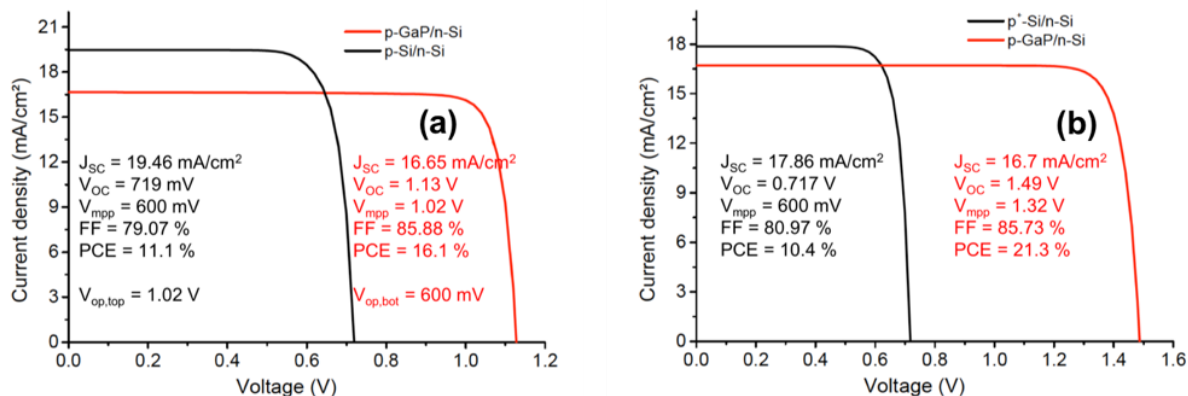 p-GaP/n-Si
p-Si/n-Si
(a)
J_SC = 19.46 mA/cm²
V_OC = 719 mV
V_mpp = 600 mV
FF = 79.07 %
PCE = 11.1 %
V_op,top = 1.02 V
J_SC = 16.65 mA/cm²
V_OC = 1.13 V
V_mpp = 1.02 V
FF = 85.88 %
PCE = 16.1 %
V_op,bot = 600 mV
Current density (mA/cm²)
21
18
15
12
9
6
3
0
0.0 0.2 0.4 0.6 0.8 1.0 1.2
Voltage (V)
p⁺-Si/n-Si
p-GaP/n-Si
(b)
J_SC = 17.86 mA/cm²
V_OC = 0.717 V
V_mpp = 600 mV
FF = 80.97 %
PCE = 10.4 %
J_SC = 16.7 mA/cm²
V_OC = 1.49 V
V_mpp = 1.32 V
FF = 85.73 %
PCE = 21.3 %
Current density (mA/cm²)
18
15
12
9
6
3
0
0.0 0.2 0.4 0.6 0.8 1.0 1.2 1.4 1.6
Voltage (V)